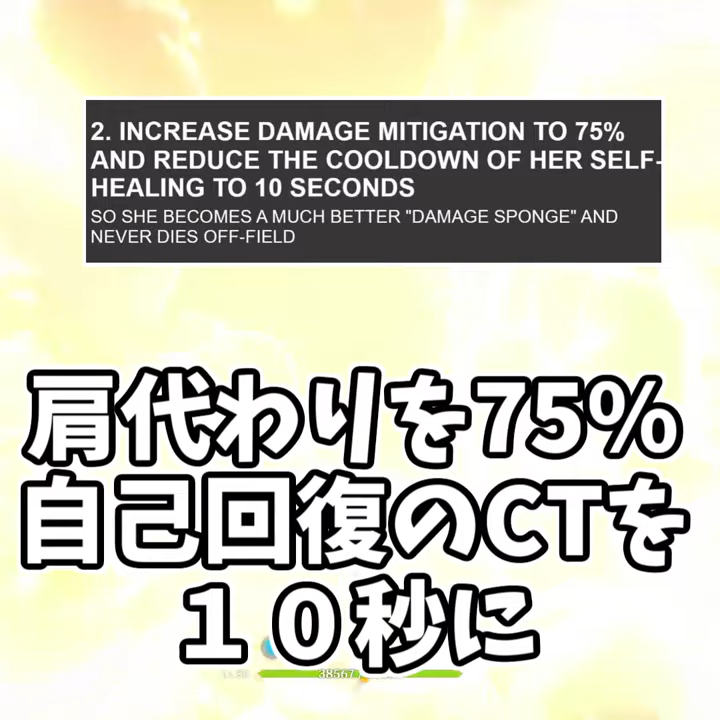 2. INCREASE DAMAGE MITIGATION TO 75%
AND REDUCE THE COOLDOWN OF HER SELF-
HEALING TO 10 SECONDS
SO SHE BECOMES A MUCH BETTER "DAMAGE SPONGE" AND
NEVER DIES OFF-FIELD
肩代わりを75%
自己回復のCTを
１０秒に